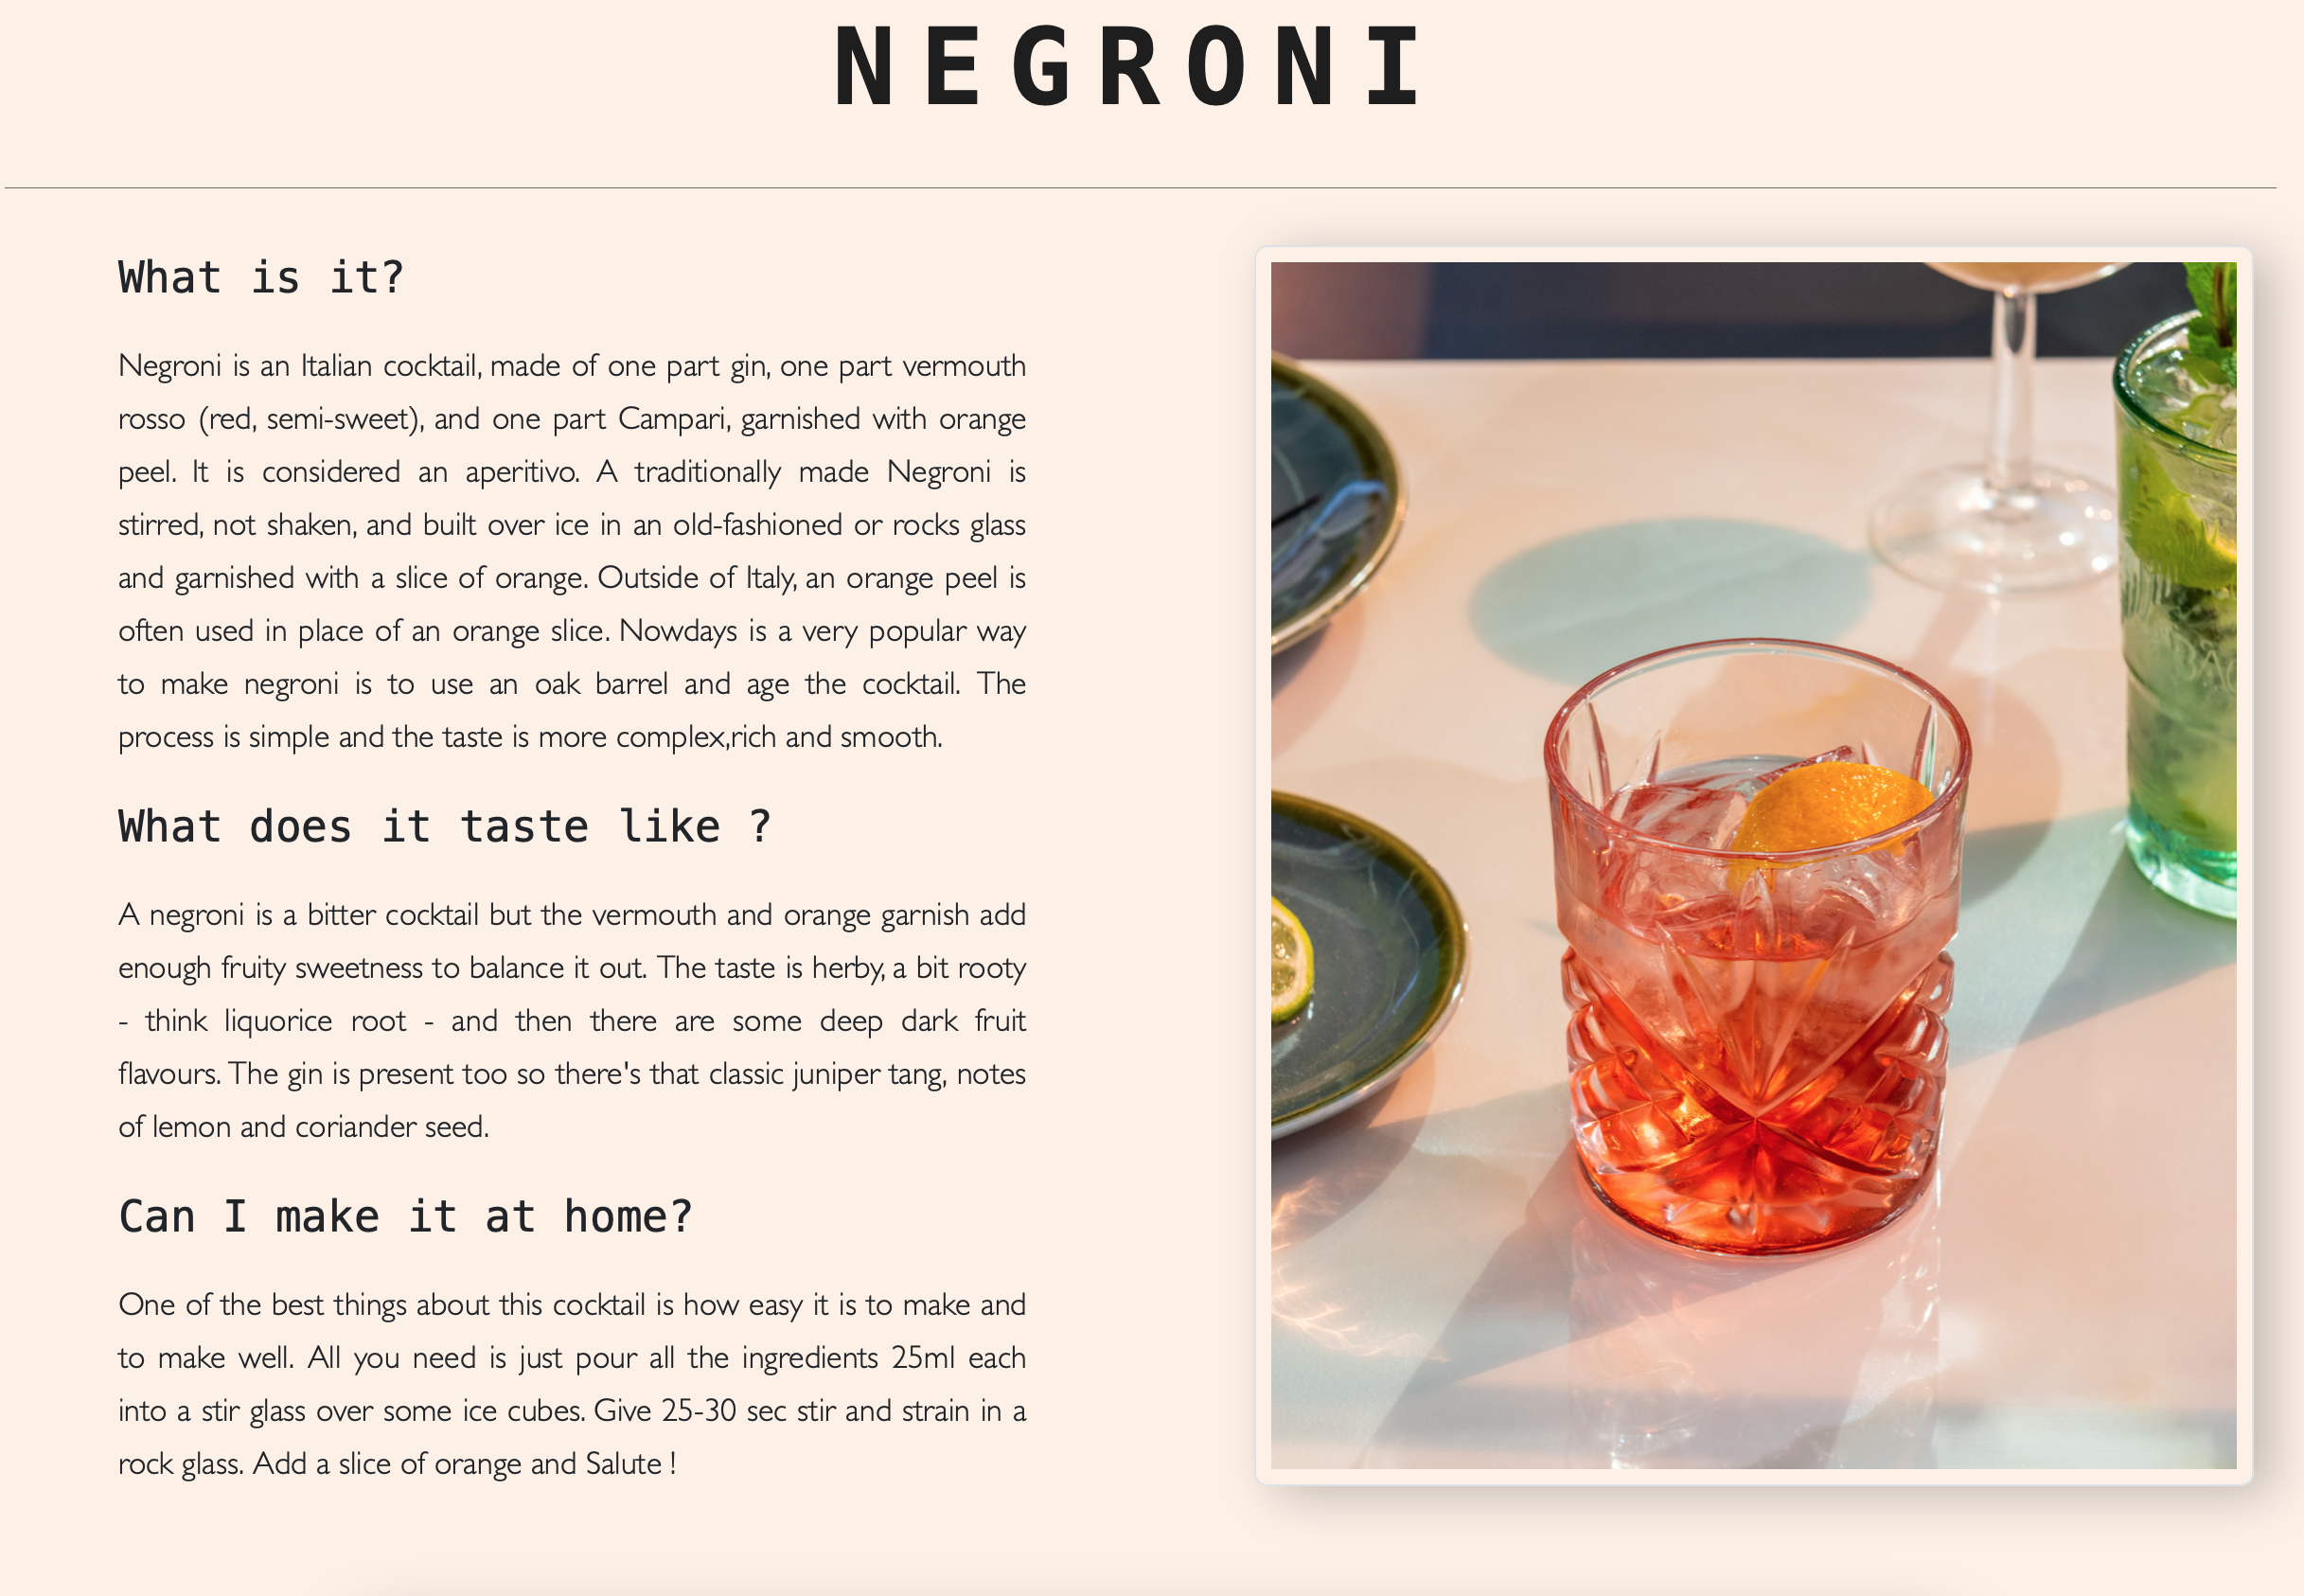 NEGRONI
What is it?
Negroni is an Italian cocktail, made of one part gin, one part vermouth
rosso (red, semi-sweet), and one part Campari, garnished with orange
peel. It is considered an aperitivo. A traditionally made Negroni is
stirred, not shaken, and built over ice in an old-fashioned or rocks glass
and garnished with a slice of orange. Outside of Italy, an orange peel is
often used in place of an orange slice. Nowdays is a very popular way
to make negroni is to use an oak barrel and age the cocktail. The
process is simple and the taste is more complex,rich and smooth.
What does it taste like ?
A negroni is a bitter cocktail but the vermouth and orange garnish add
enough fruity sweetness to balance it out. The taste is herby, a bit rooty
- think liquorice root - and then there are some deep dark fruit
flavours. The gin is present too so there's that classic juniper tang, notes
of lemon and coriander seed.
Can I make it at home?
One of the best things about this cocktail is how easy it is to make and
to make well. All you need is just pour all the ingredients 25ml each
into a stir glass over some ice cubes. Give 25-30 sec stir and strain in a
rock glass. Add a slice of orange and Salute !